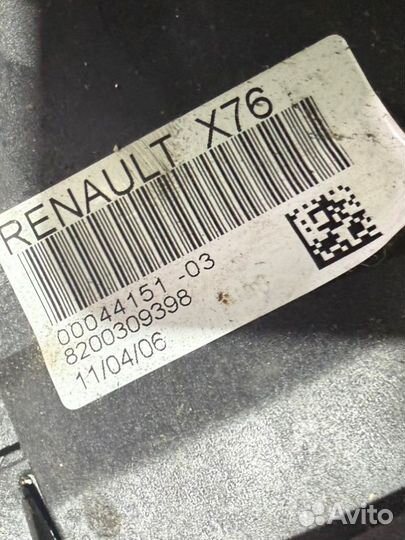 RENAULT X76
00044151 -03
8200309398
11/04/06
Avito